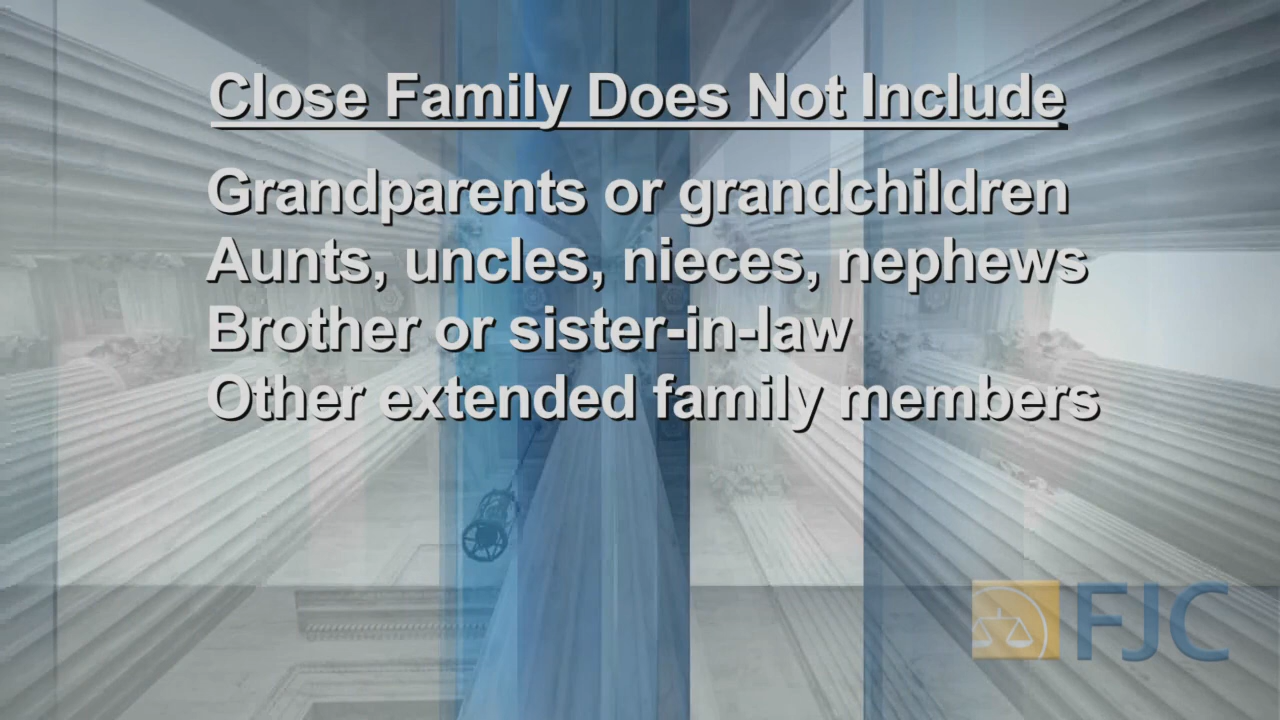 Close Family Does Not Include
Grandparents or grandchildren
Aunts, uncles, nieces, nephews
Brother or sister-in-law
Other extended family members
FJC